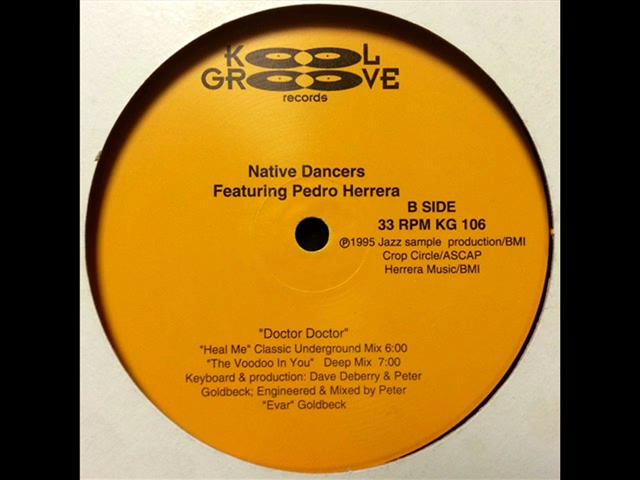 KOOL
GROOVE
records
Native Dancers
Featuring Pedro Herrera
B SIDE
33 RPM KG 106
℗1995 Jazz sample production/BMI
Crop Circle/ASCAP
Herrera Music/BMI
"Doctor Doctor"
"Heal Me" Classic Underground Mix 6:00
"The Voodoo In You" Deep Mix 7:00
Keyboard & production: Dave Deberry & Peter
Goldbeck; Engineered & Mixed by Peter
"Evar" Goldbeck